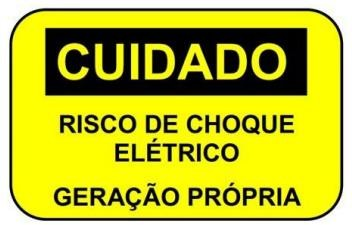 CUIDADO
RISCO DE CHOQUE
ELÉTRICO
GERAÇÃO PRÓPRIA